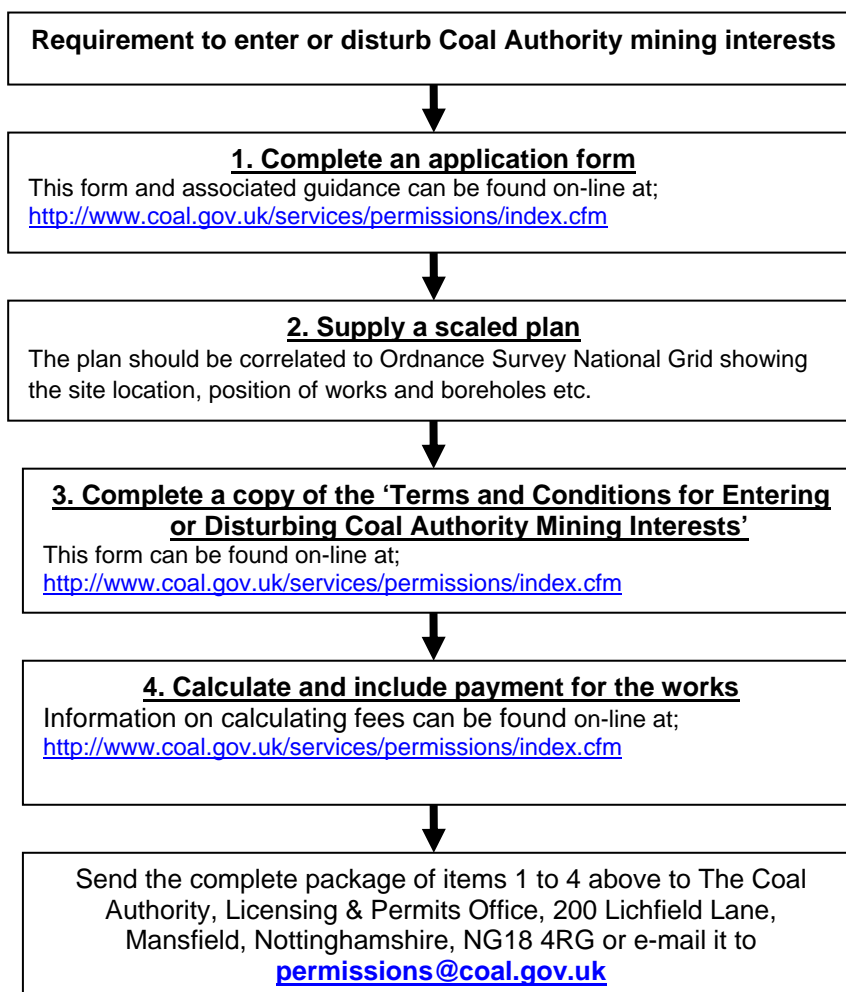 Requirement to enter or disturb Coal Authority mining interests
1. Complete an application form
This form and associated guidance can be found on-line at;
http://www.coal.gov.uk/services/permissions/index.cfm
2. Supply a scaled plan
The plan should be correlated to Ordnance Survey National Grid showing
the site location, position of works and boreholes etc.
3. Complete a copy of the ‘Terms and Conditions for Entering
or Disturbing Coal Authority Mining Interests’
This form can be found on-line at;
http://www.coal.gov.uk/services/permissions/index.cfm
4. Calculate and include payment for the works
Information on calculating fees can be found on-line at;
http://www.coal.gov.uk/services/permissions/index.cfm
Send the complete package of items 1 to 4 above to The Coal
Authority, Licensing & Permits Office, 200 Lichfield Lane,
Mansfield, Nottinghamshire, NG18 4RG or e-mail it to
permissions@coal.gov.uk